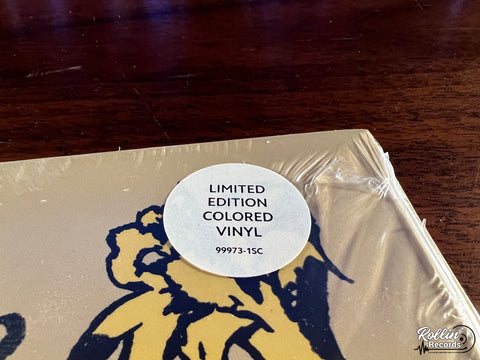 LIMITED
EDITION
COLORED
VINYL
99973-1SC
Rollin'
Records